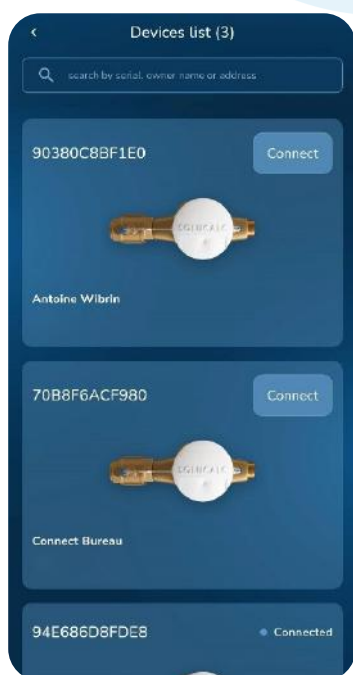 Devices list (3)
search by serial, owner name or address
90380C8BF1E0
Connect
Antoine Wibrin
70B8F6ACF980
Connect
Connect Bureau
94E686D8FDE8
Connected